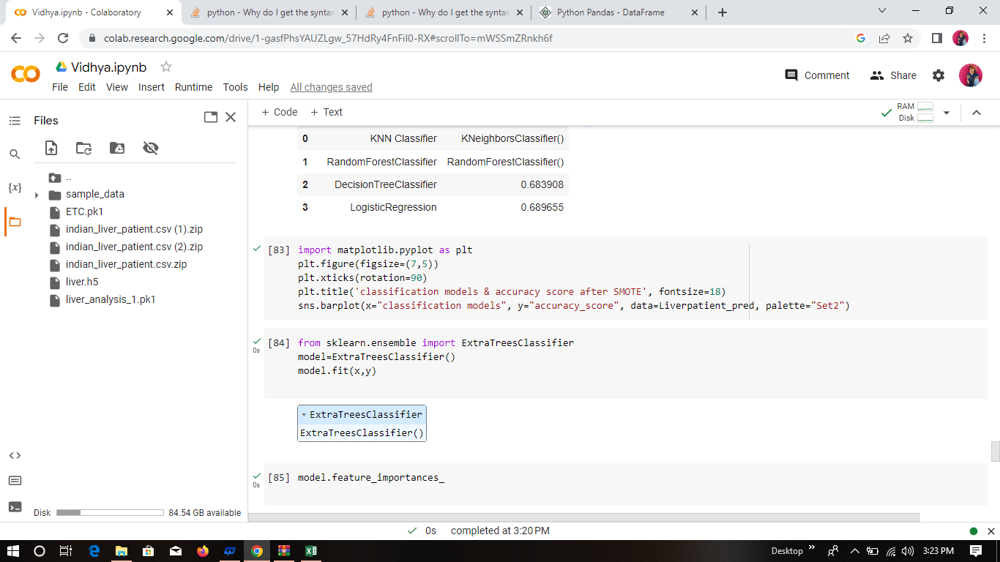 Vidhya.ipynb - Colaboratory
python - Why do I get the syntax
python - Why do I get the syntax
Python Pandas - DataFrame
colab.research.google.com/drive/1-gasfPhsYAUZLgw_57HdRy4FnFiI0-RX#scrollTo=mWSSmZRnkh6f
Vidhya.ipynb
Comment
Share
File Edit View Insert Runtime Tools Help All changes saved
Files
+ Code + Text
RAM
Disk
..
sample_data
ETC.pk1
indian_liver_patient.csv (1).zip
indian_liver_patient.csv (2).zip
indian_liver_patient.csv.zip
liver.h5
liver_analysis_1.pk1
Disk 84.54 GB available
0 KNN Classifier KNeighborsClassifier()
1 RandomForestClassifier RandomForestClassifier()
2 DecisionTreeClassifier 0.683908
3 LogisticRegression 0.689655
[83] import matplotlib.pyplot as plt
plt.figure(figsize=(7,5))
plt.xticks(rotation=90)
plt.title('classification models & accuracy score after SMOTE', fontsize=18)
sns.barplot(x="classification models", y="accuracy_score", data=Liverpatient_pred, palette="Set2")
[84] from sklearn.ensemble import ExtraTreesClassifier
0s
model=ExtraTreesClassifier()
model.fit(x,y)
ExtraTreesClassifier
ExtraTreesClassifier()
[85] model.feature_importances_
0s
0s completed at 3:20 PM
Desktop
3:23 PM